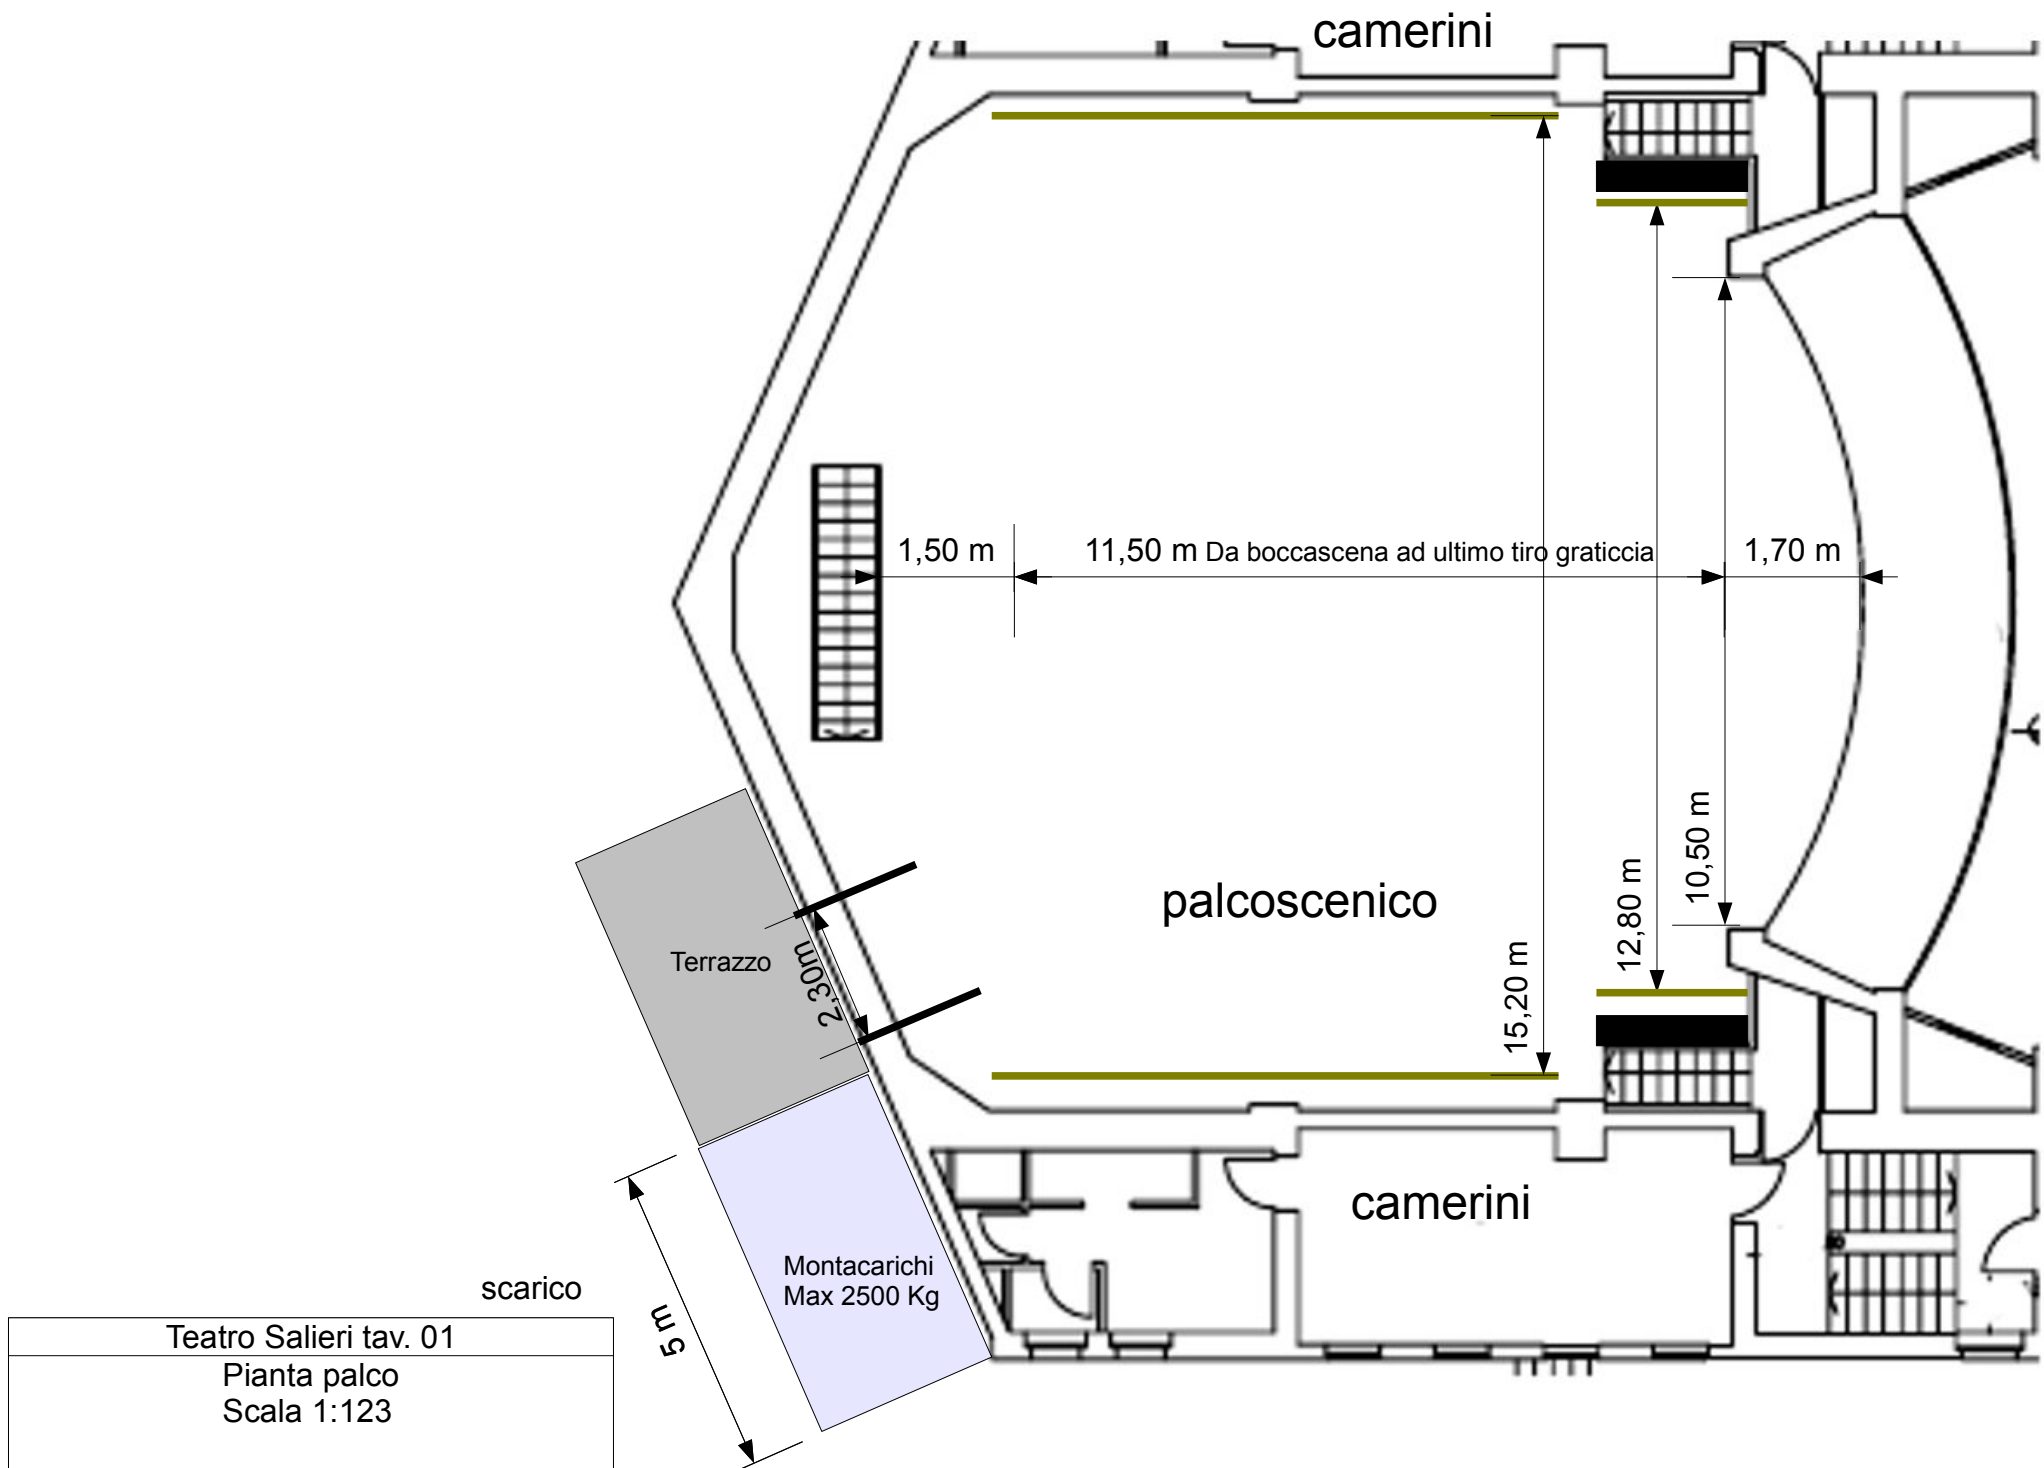 camerini
1,50 m
11,50 m Da boccascena ad ultimo tiro graticcia
1,70 m
10,50 m
12,80 m
15,20 m
palcoscenico
Terrazzo
2,30m
camerini
Montacarichi
Max 2500 Kg
5 m
scarico
Teatro Salieri tav. 01
Pianta palco
Scala 1:123